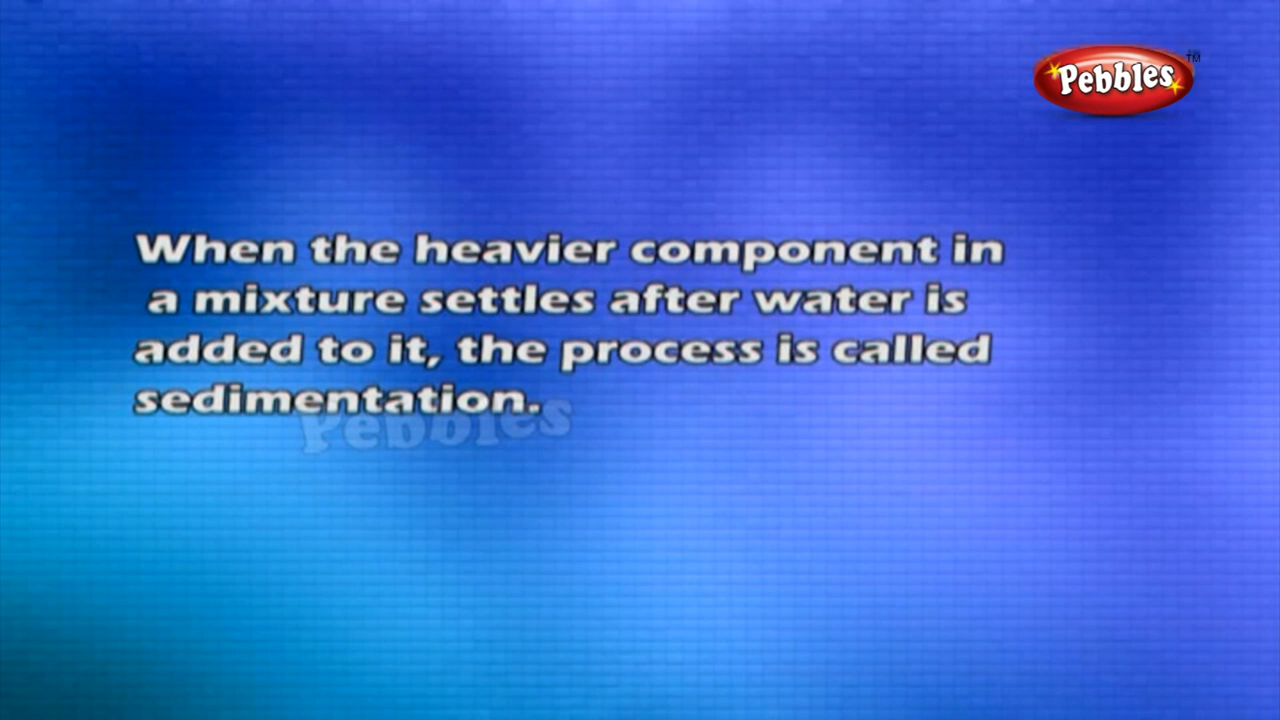 Pebbles TM
When the heavier component in
a mixture settles after water is
added to it, the process is called
sedimentation.
Pebbles